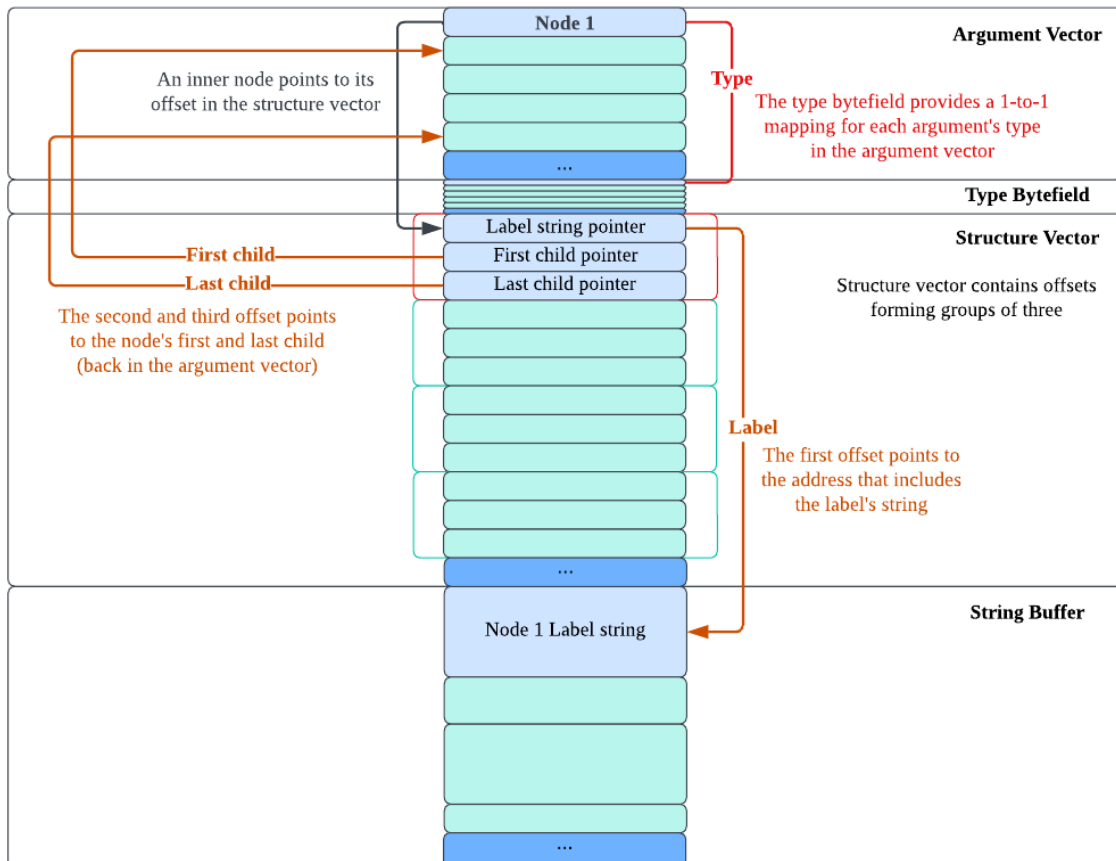 Node 1
Argument Vector
An inner node points to its
offset in the structure vector
Type
The type bytefield provides a 1-to-1
mapping for each argument's type
in the argument vector
...
Type Bytefield
Label string pointer
Structure Vector
First child
First child pointer
Last child
Last child pointer
Structure vector contains offsets
forming groups of three
The second and third offset points
to the node's first and last child
(back in the argument vector)
Label
The first offset points to
the address that includes
the label's string
...
String Buffer
Node 1 Label string
...